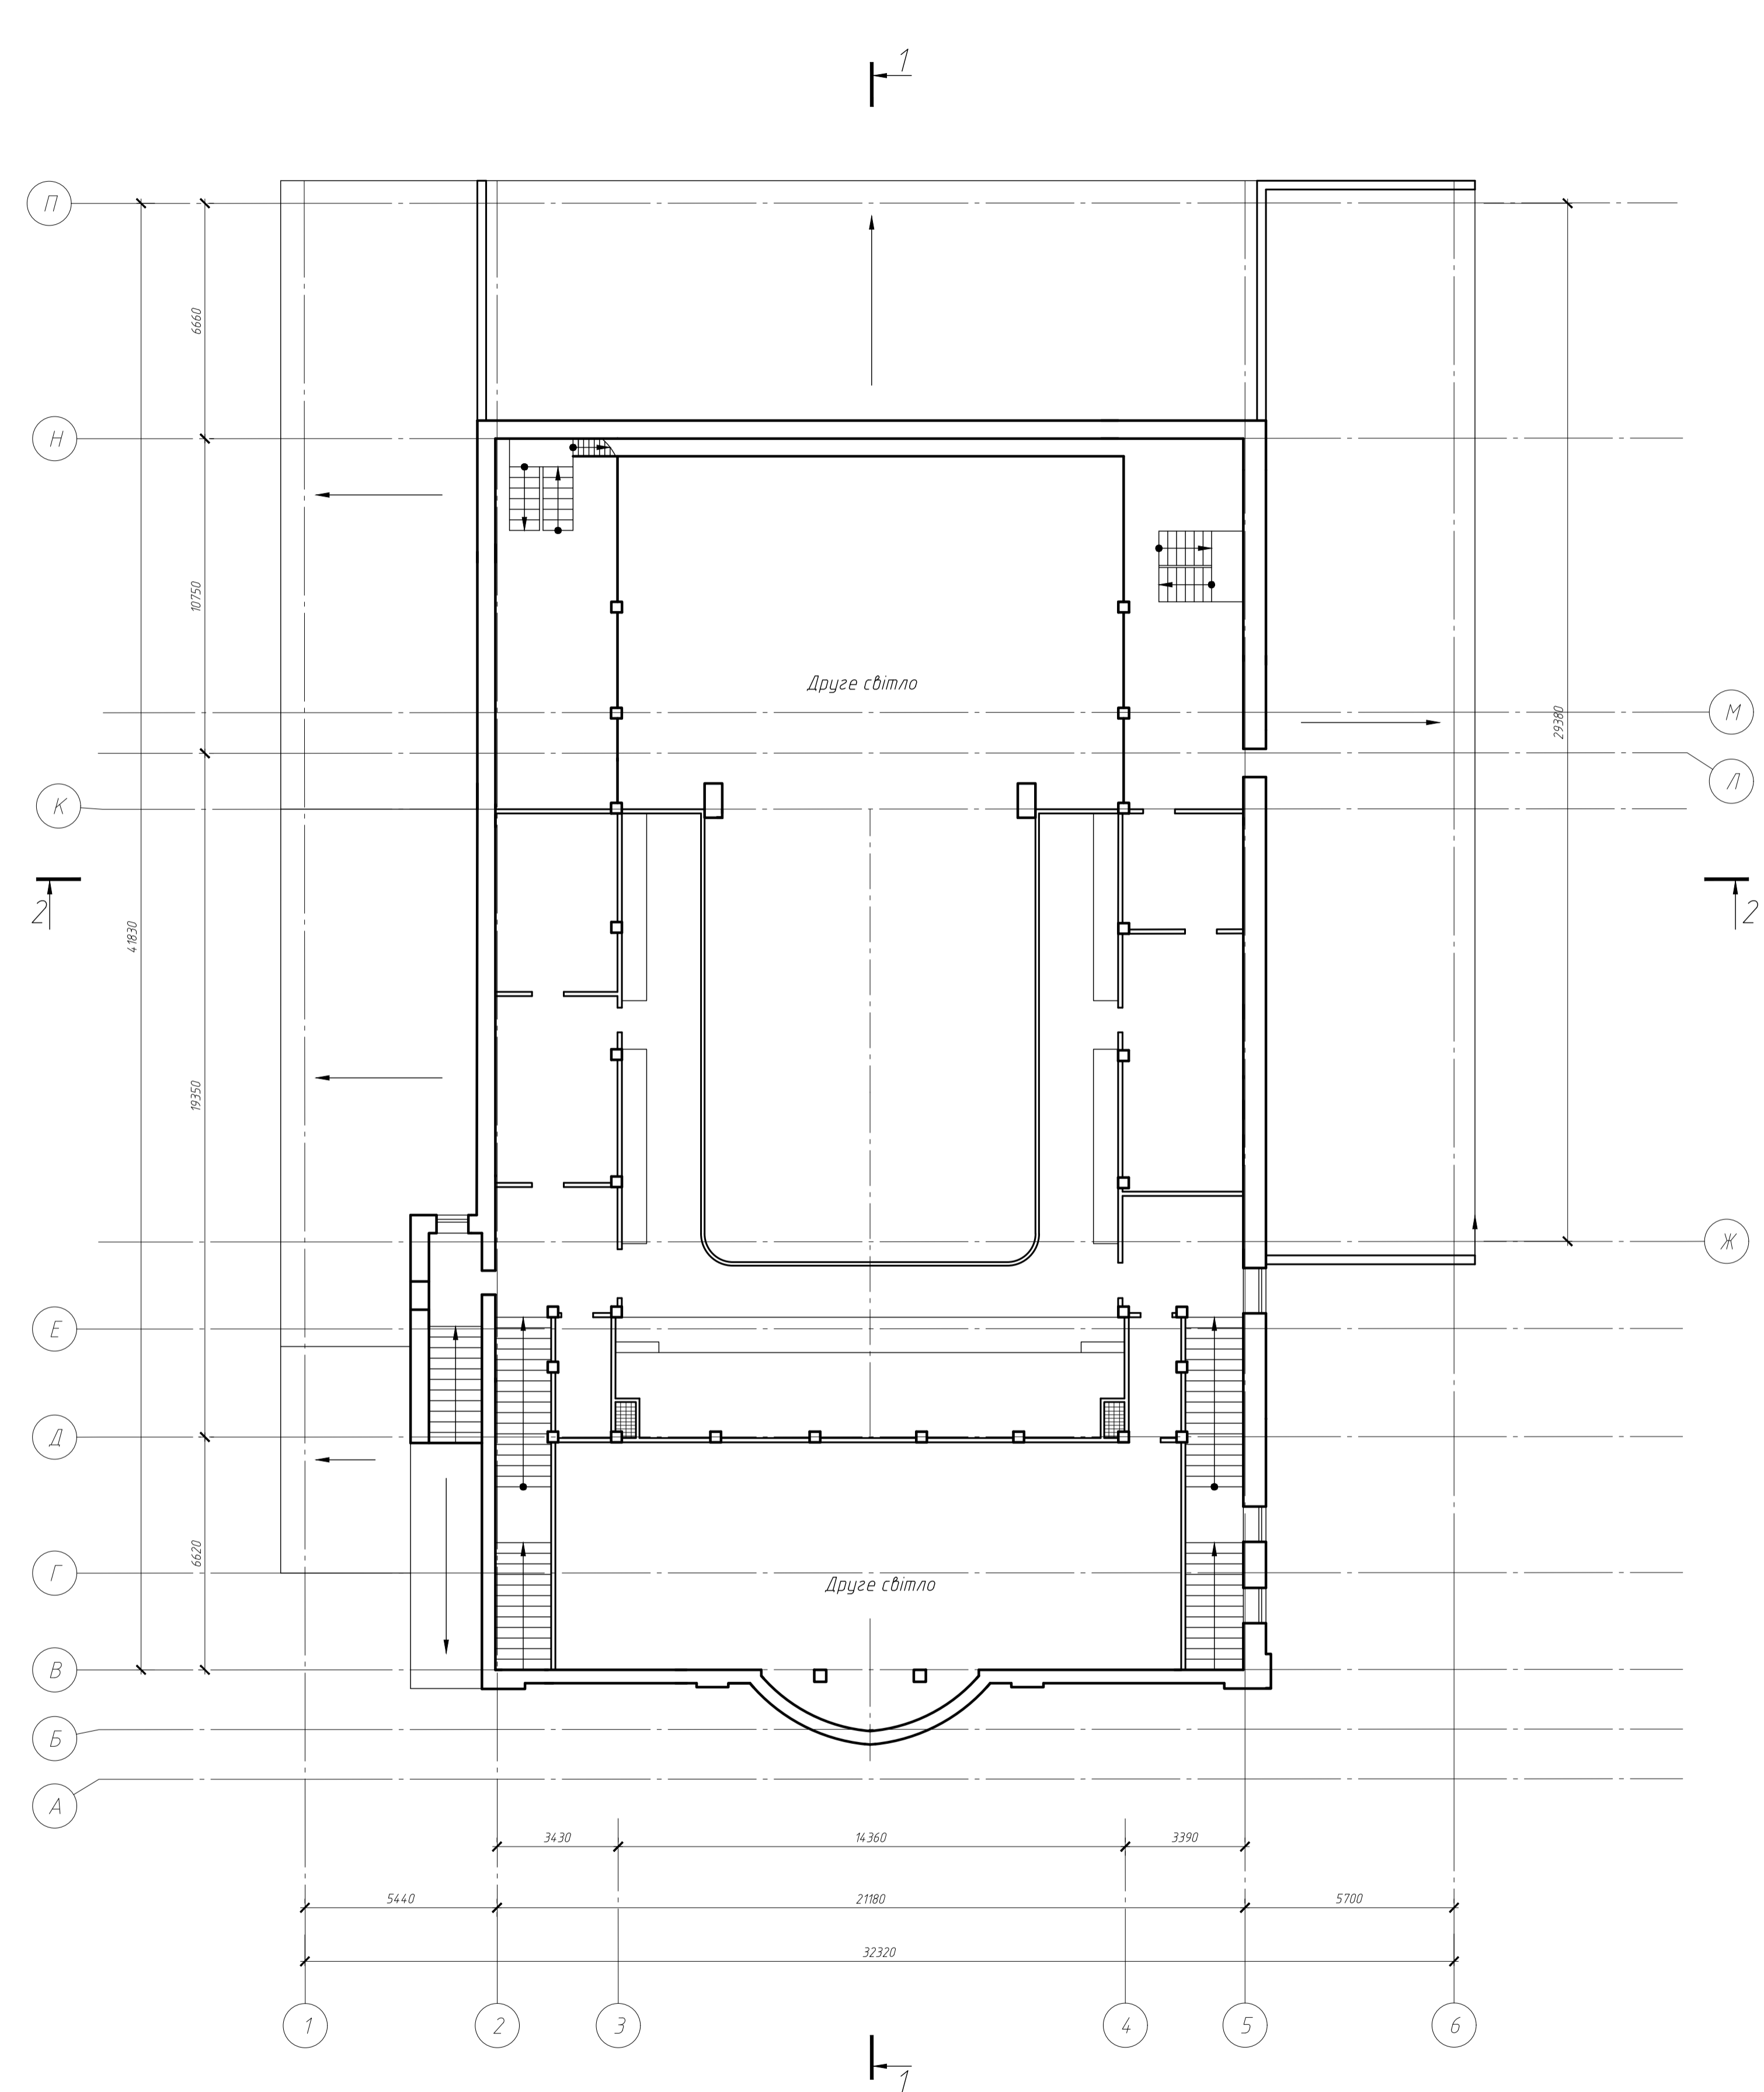 1
П
6660
Н
10750
Друге світло
М
29380
Л
К
2
2
41830
19350
Ж
Е
Д
6620
Г
Друге світло
В
Б
А
3430
14360
3390
5440
21180
5700
32320
1
2
3
4
5
6
1